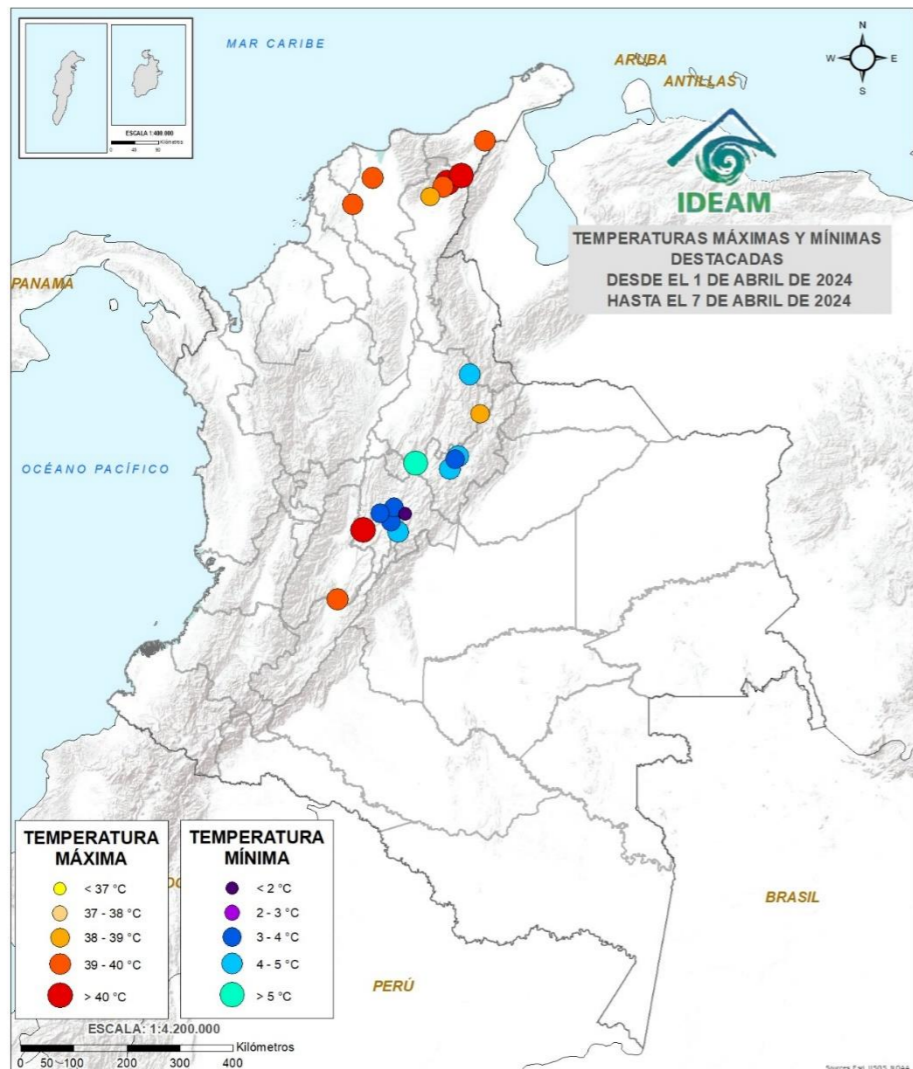 MAR CARIBE
ARUBA
ANTILLAS
N
W
E
S
ESCALA 1:400.000
Kilómetros
IDEAM
TEMPERATURAS MÁXIMAS Y MÍNIMAS
DESTACADAS
DESDE EL 1 DE ABRIL DE 2024
HASTA EL 7 DE ABRIL DE 2024
PANAMÁ
OCÉANO PACÍFICO
BRASIL
PERÚ
TEMPERATURA
MÁXIMA
< 37 °C
37 - 38 °C
38 - 39 °C
39 - 40 °C
> 40 °C
TEMPERATURA
MÍNIMA
< 2 °C
2 - 3 °C
3 - 4 °C
4 - 5 °C
> 5 °C
ESCALA: 1:4.200.000
Kilómetros
0 50 100 200 300 400